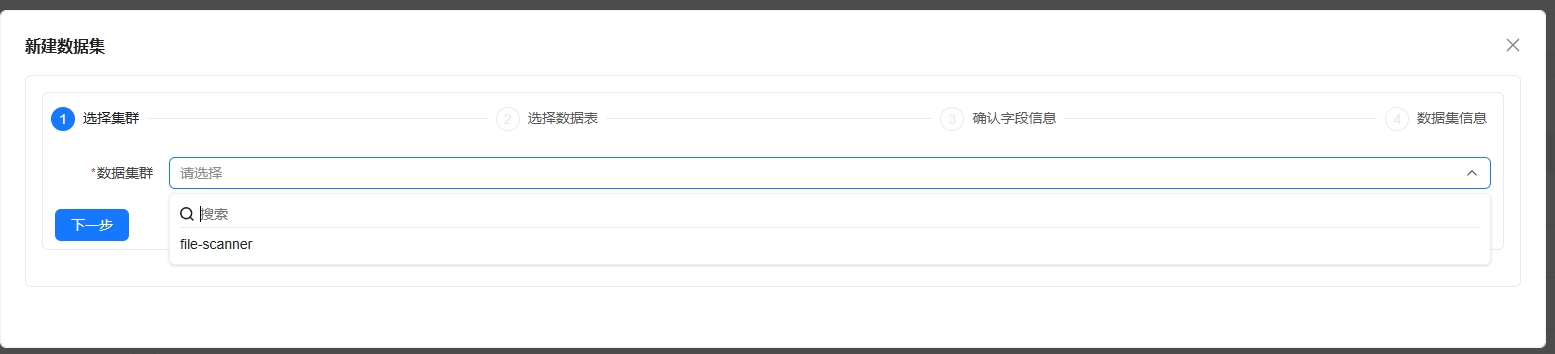 新建数据集
1 选择集群 2 选择数据表 3 确认字段信息 4 数据集信息
*数据集群 请选择
搜索
下一步
file-scanner